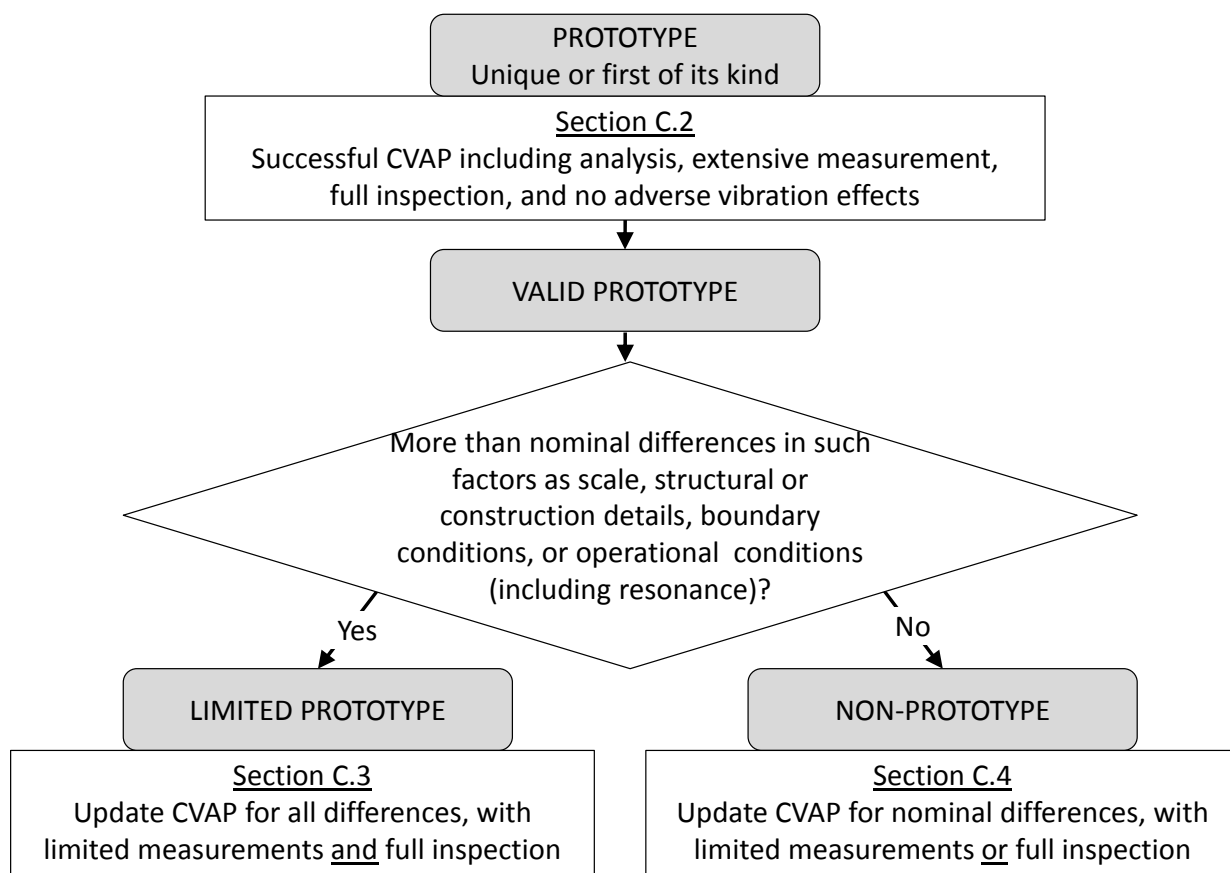 PROTOTYPE
Unique or first of its kind
Section C.2
Successful CVAP including analysis, extensive measurement,
full inspection, and no adverse vibration effects
VALID PROTOTYPE
More than nominal differences in such
factors as scale, structural or
construction details, boundary
conditions, or operational conditions
(including resonance)?
Yes
No
LIMITED PROTOTYPE
Section C.3
Update CVAP for all differences, with
limited measurements and full inspection
NON-PROTOTYPE
Section C.4
Update CVAP for nominal differences, with
limited measurements or full inspection